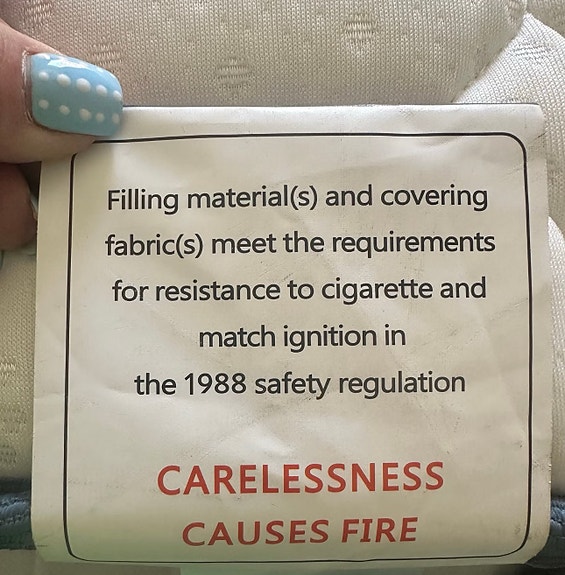 Filling material(s) and covering
fabric(s) meet the requirements
for resistance to cigarette and
match ignition in
the 1988 safety regulation
CARELESSNESS
CAUSES FIRE